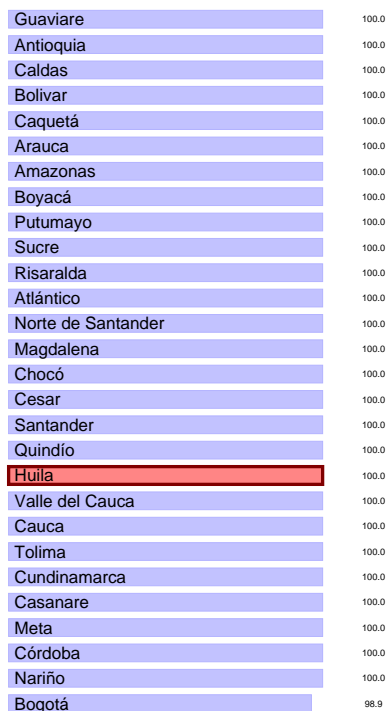 Guaviare 100.0
Antioquia 100.0
Caldas 100.0
Bolivar 100.0
Caquetá 100.0
Arauca 100.0
Amazonas 100.0
Boyacá 100.0
Putumayo 100.0
Sucre 100.0
Risaralda 100.0
Atlántico 100.0
Norte de Santander 100.0
Magdalena 100.0
Chocó 100.0
Cesar 100.0
Santander 100.0
Quindío 100.0
Huila 100.0
Valle del Cauca 100.0
Cauca 100.0
Tolima 100.0
Cundinamarca 100.0
Casanare 100.0
Meta 100.0
Córdoba 100.0
Nariño 100.0
Bogotá 98.9